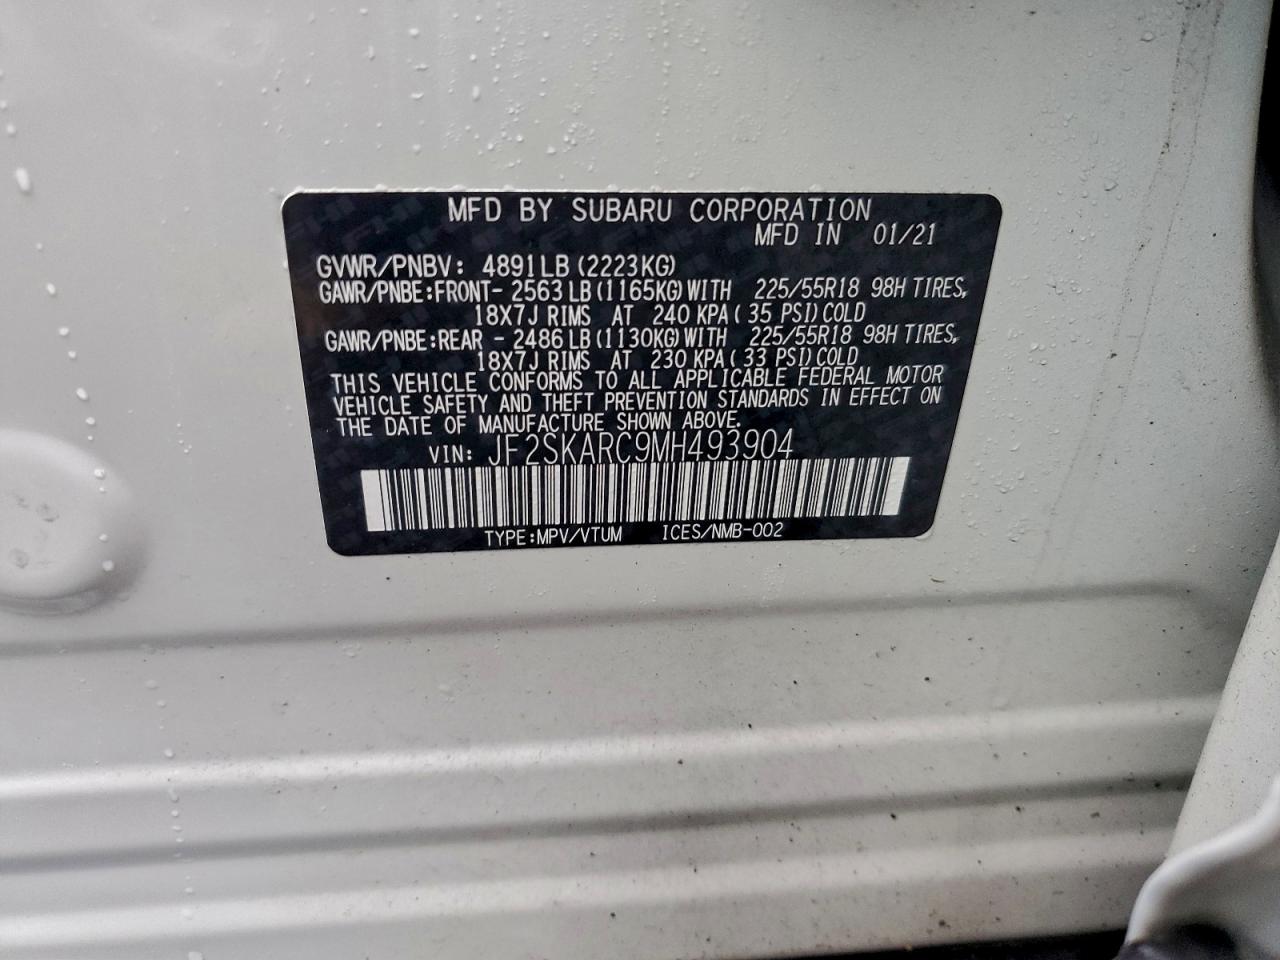 MFD BY SUBARU CORPORATION
MFD IN 01/21
GVWR/PNBV: 4891LB (2223KG)
GAWR/PNBE:FRONT- 2563 LB (1165KG) WITH 225/55R18 98H TIRES,
18X7J RIMS AT 240 KPA ( 35 PSI) COLD
GAWR/PNBE:REAR - 2486 LB (1130KG) WITH 225/55R18 98H TIRES,
18X7J RIMS AT 230 KPA ( 33 PSI) COLD
THIS VEHICLE CONFORMS TO ALL APPLICABLE FEDERAL MOTOR
VEHICLE SAFETY AND THEFT PREVENTION STANDARDS IN EFFECT ON
THE DATE OF MANUFACTURE SHOWN ABOVE.
VIN: JF2SKARC9MH493904
TYPE:MPV/VTUM ICES/NMB-002